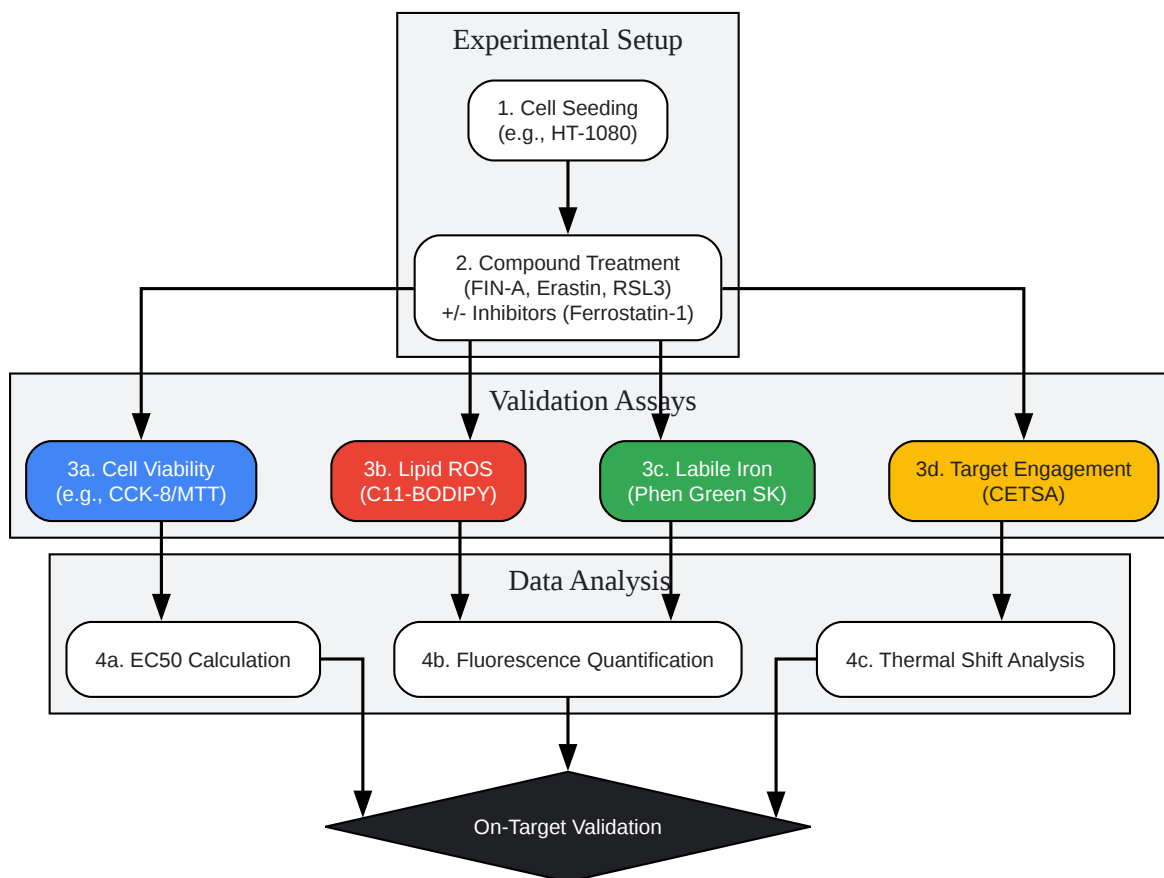 Experimental Setup
1. Cell Seeding
(e.g., HT-1080)
2. Compound Treatment
(FIN-A, Erastin, RSL3)
+/- Inhibitors (Ferrostatin-1)
Validation Assays
3a. Cell Viability
(e.g., CCK-8/MTT)
3b. Lipid ROS
(C11-BODIPY)
3c. Labile Iron
(Phen Green SK)
3d. Target Engagement
(CETSA)
Data Analysis
4a. EC50 Calculation
4b. Fluorescence Quantification
4c. Thermal Shift Analysis
On-Target Validation